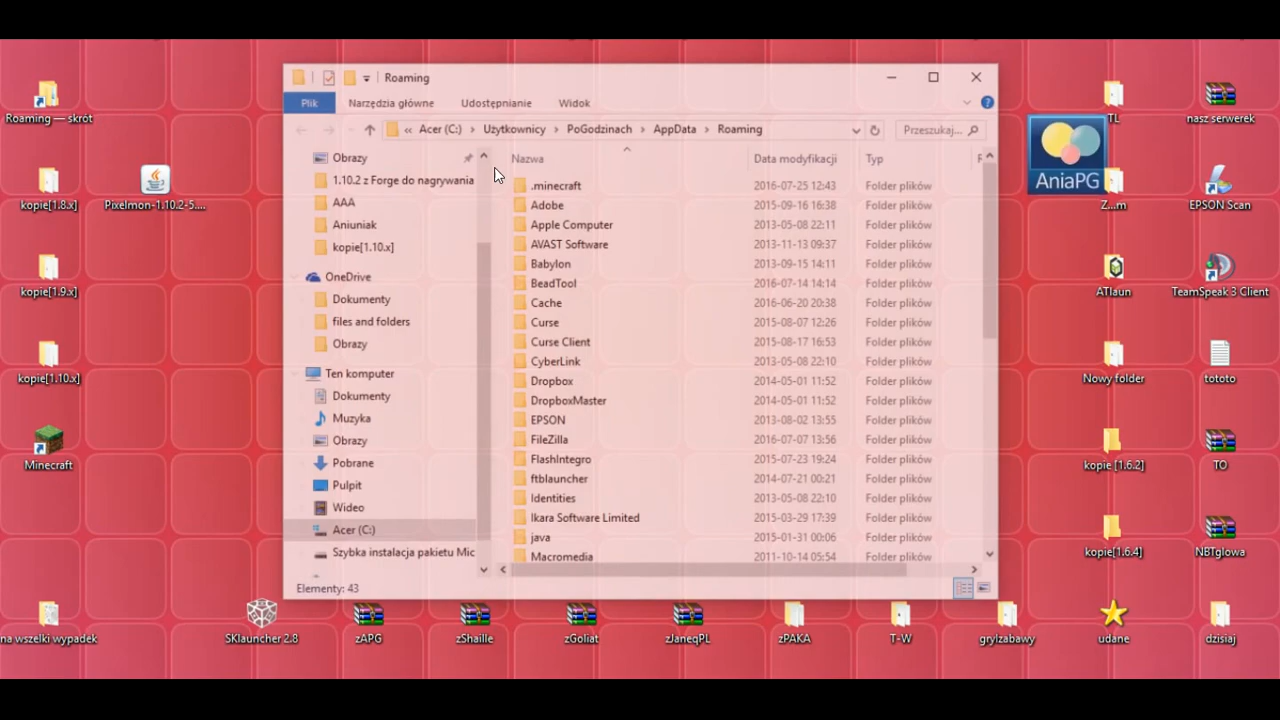 Roaming — skrót
kopie[1.8.x]
Pixelmon-1.10.2-5....
kopie[1.9.x]
kopie[1.10.x]
Minecraft
na wszelki wypadek
Roaming
Plik Narzędzia główne Udostępnianie Widok
« Acer (C:) Użytkownicy PoGodzinach AppData Roaming
Przeszukaj...
Obrazy
1.10.2 z Forge do nagrywania
AAA
Aniuniak
kopie[1.10.x]
OneDrive
Dokumenty
files and folders
Obrazy
Ten komputer
Dokumenty
Muzyka
Obrazy
Pobrane
Pulpit
Wideo
Acer (C:)
Szybka instalacja pakietu Mic
Nazwa Data modyfikacji Typ
.minecraft 2016-07-25 12:43 Folder plików
Adobe 2015-09-16 16:38 Folder plików
Apple Computer 2013-05-08 22:11 Folder plików
AVAST Software 2013-11-13 09:37 Folder plików
Babylon 2013-09-15 14:11 Folder plików
BeadTool 2016-07-14 14:14 Folder plików
Cache 2016-06-20 20:38 Folder plików
Curse 2015-08-07 12:26 Folder plików
Curse Client 2015-08-17 16:53 Folder plików
CyberLink 2013-05-08 22:10 Folder plików
Dropbox 2014-05-01 11:52 Folder plików
DropboxMaster 2014-05-01 11:52 Folder plików
EPSON 2013-08-02 13:55 Folder plików
FileZilla 2016-07-07 13:56 Folder plików
FlashIntegro 2015-07-23 19:24 Folder plików
ftblauncher 2014-07-21 00:21 Folder plików
Identities 2013-05-08 22:10 Folder plików
Ikara Software Limited 2015-03-29 17:39 Folder plików
java 2015-01-31 00:06 Folder plików
Macromedia 2011-10-14 05:54 Folder plików
Elementy: 43
TL
nasz serwerek
AniaPG
Z...m
EPSON Scan
ATlaun
TeamSpeak 3 Client
Nowy folder
tototo
kopie [1.6.2]
TO
kopie[1.6.4]
NBTglowa
SKlauncher 2.8
zAPG
zShaille
zGoliat
zJaneqPL
zPAKA
T-W
gryIzabawy
udane
dzisiaj